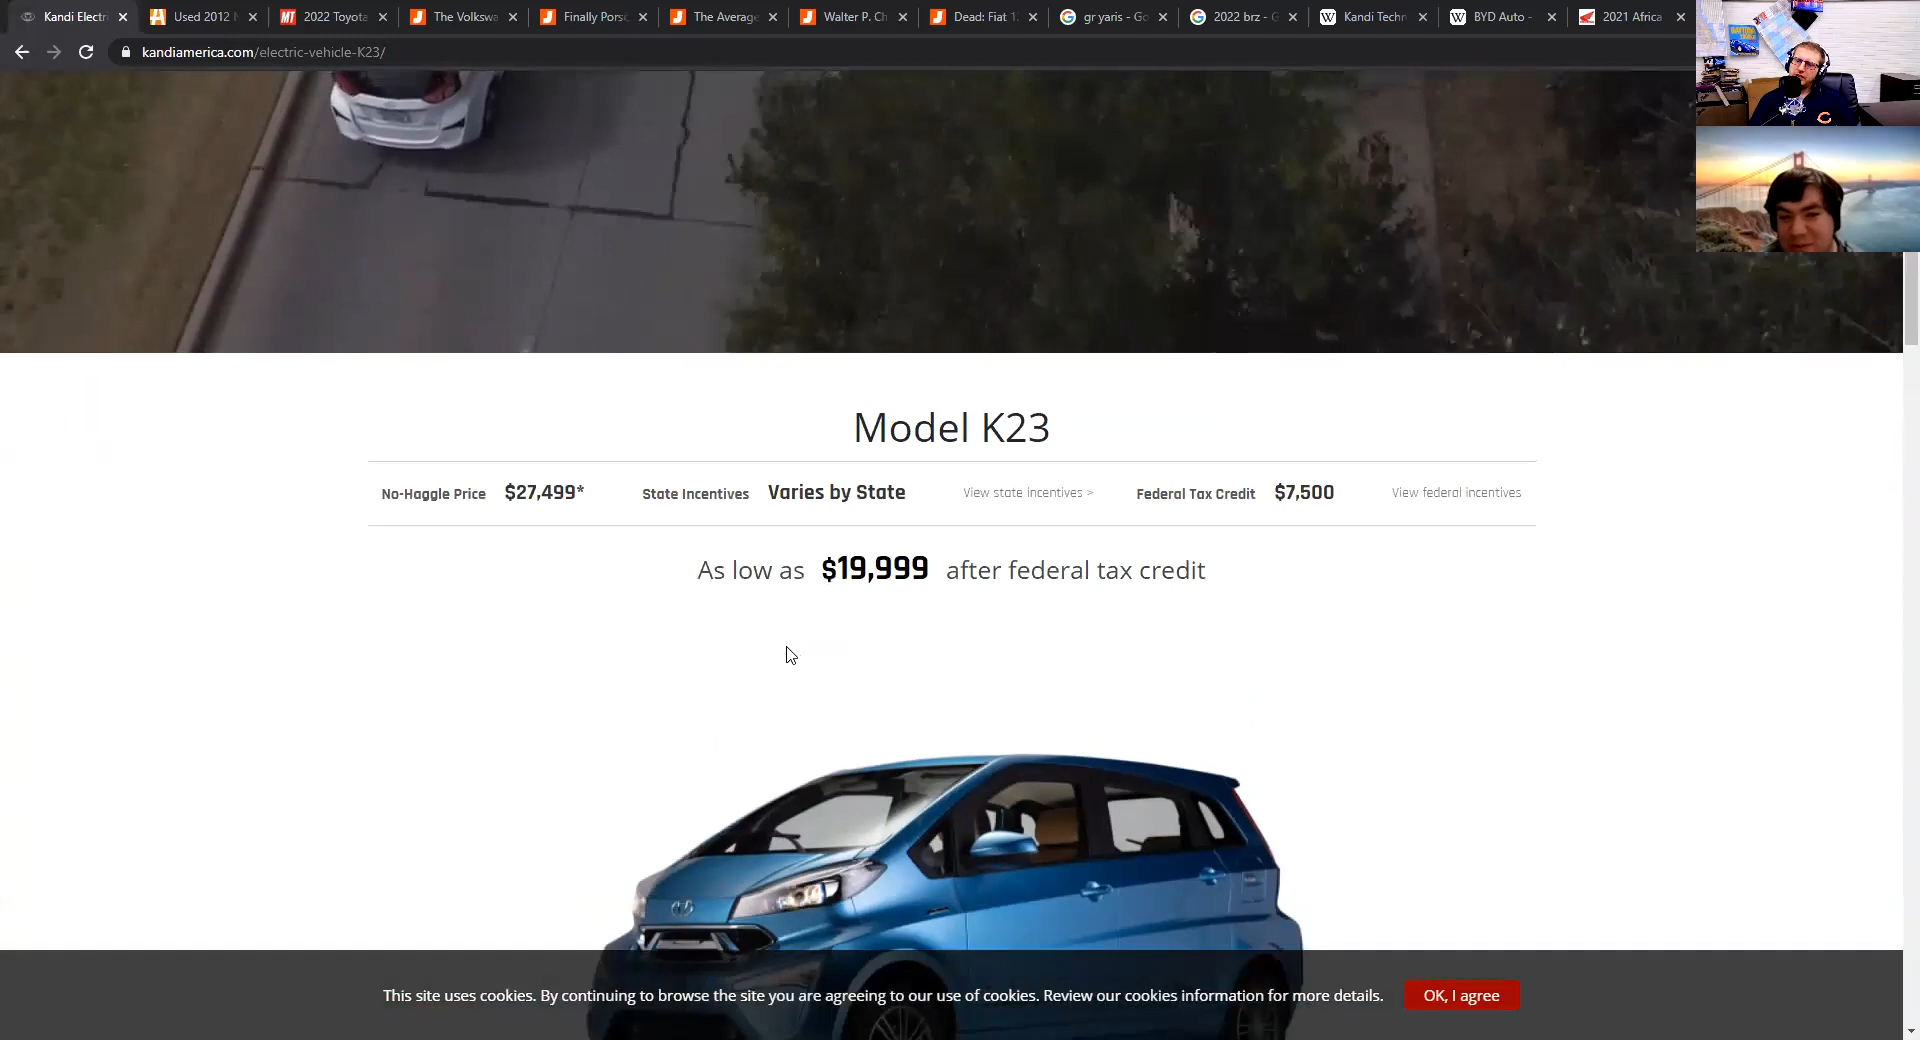 Kandi Electri
Used 2012
2022 Toyota
The Volkswa
Finally Pors
The Average
Walter P. Ch
Dead: Fiat 1
gr yaris - Go
2022 brz - G
Kandi Techn
BYD Auto -
2021 Africa
kandiamerica.com/electric-vehicle-K23/
Model K23
No-Haggle Price $27,499* State Incentives Varies by State View state incentives > Federal Tax Credit $7,500 View federal incentives
As low as $19,999 after federal tax credit
This site uses cookies. By continuing to browse the site you are agreeing to our use of cookies. Review our cookies information for more details. OK, I agree